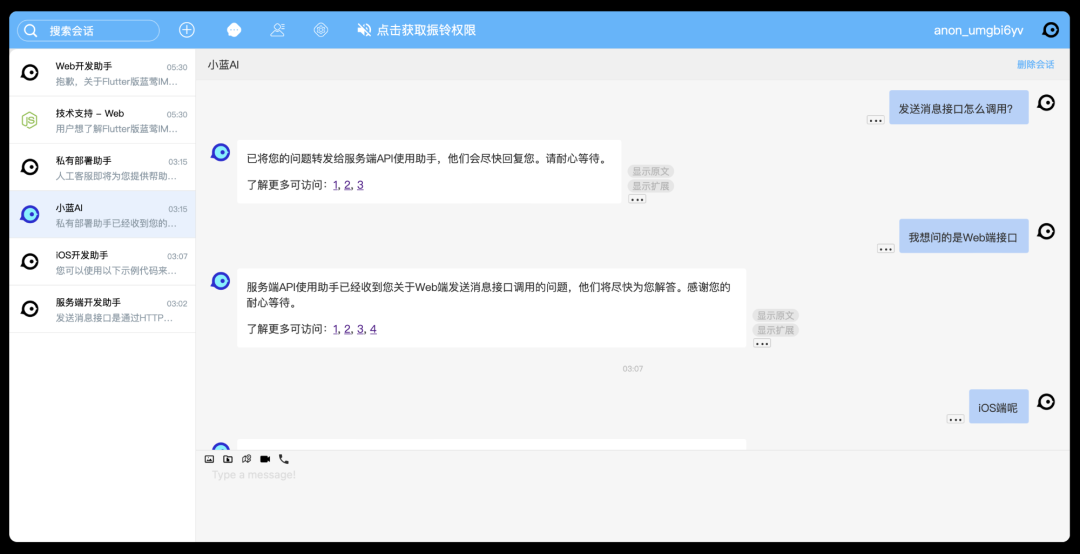 搜索会话
点击获取振铃权限
anon_umgbi6yv
Web开发助手
05:30
抱歉，关于Flutter版蓝莺IM...
技术支持 - Web
05:30
用户想了解Flutter版蓝莺IM...
私有部署助手
03:15
人工客服即将为您提供帮助...
小蓝AI
03:15
私有部署助手已经收到您的...
iOS开发助手
03:07
您可以使用以下示例代码来...
服务端开发助手
03:02
发送消息接口是通过HTTP...
小蓝AI
删除会话
发送消息接口怎么调用?
已将您的问题转发给服务端API使用助手，他们会尽快回复您。请耐心等待。
了解更多可访问：1, 2, 3
显示原文
显示扩展
我想问的是Web端接口
服务端API使用助手已经收到您关于Web端发送消息接口调用的问题，他们将尽快为您解答。感谢您的
耐心等待。
了解更多可访问：1, 2, 3, 4
显示原文
显示扩展
03:07
iOS端呢
Type a message!